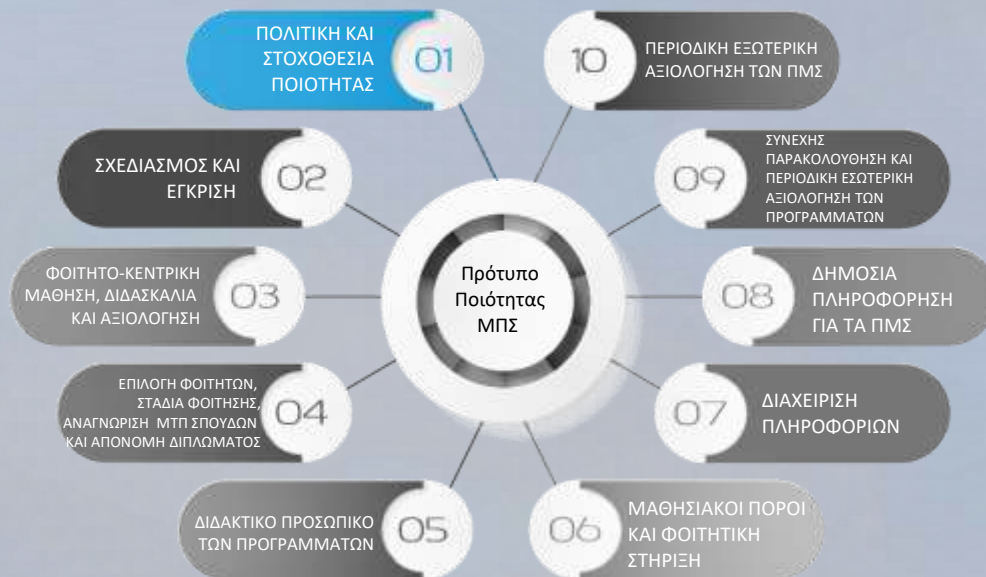 ΠΟΛΙΤΙΚΗ ΚΑΙ
ΣΤΟΧΟΘΕΣΙΑ
ΠΟΙΟΤΗΤΑΣ
01
ΣΧΕΔΙΑΣΜΟΣ ΚΑΙ
ΕΓΚΡΙΣΗ
02
ΦΟΙΤΗΤΟ-ΚΕΝΤΡΙΚΗ
ΜΑΘΗΣΗ, ΔΙΔΑΣΚΑΛΙΑ
ΚΑΙ ΑΞΙΟΛΟΓΗΣΗ
03
ΕΠΙΛΟΓΗ ΦΟΙΤΗΤΩΝ,
ΣΤΑΔΙΑ ΦΟΙΤΗΣΗΣ,
ΑΝΑΓΝΩΡΙΣΗ ΜΤΠ ΣΠΟΥΔΩΝ
ΚΑΙ ΑΠΟΝΟΜΗ ΔΙΠΛΩΜΑΤΟΣ
04
ΔΙΔΑΚΤΙΚΟ ΠΡΟΣΩΠΙΚΟ
ΤΩΝ ΠΡΟΓΡΑΜΜΑΤΩΝ
05
Πρότυπο
Ποιότητας
ΜΠΣ
06
ΜΑΘΗΣΙΑΚΟΙ ΠΟΡΟΙ
ΚΑΙ ΦΟΙΤΗΤΙΚΗ
ΣΤΗΡΙΞΗ
07
ΔΙΑΧΕΙΡΙΣΗ
ΠΛΗΡΟΦΟΡΙΩΝ
08
ΔΗΜΟΣΙΑ
ΠΛΗΡΟΦΟΡΗΣΗ
ΓΙΑ ΤΑ ΠΜΣ
09
ΣΥΝΕΧΗΣ
ΠΑΡΑΚΟΛΟΥΘΗΣΗ ΚΑΙ
ΠΕΡΙΟΔΙΚΗ ΕΣΩΤΕΡΙΚΗ
ΑΞΙΟΛΟΓΗΣΗ ΤΩΝ
ΠΡΟΓΡΑΜΜΑΤΩΝ
10
ΠΕΡΙΟΔΙΚΗ ΕΞΩΤΕΡΙΚΗ
ΑΞΙΟΛΟΓΗΣΗ ΤΩΝ ΠΜΣ